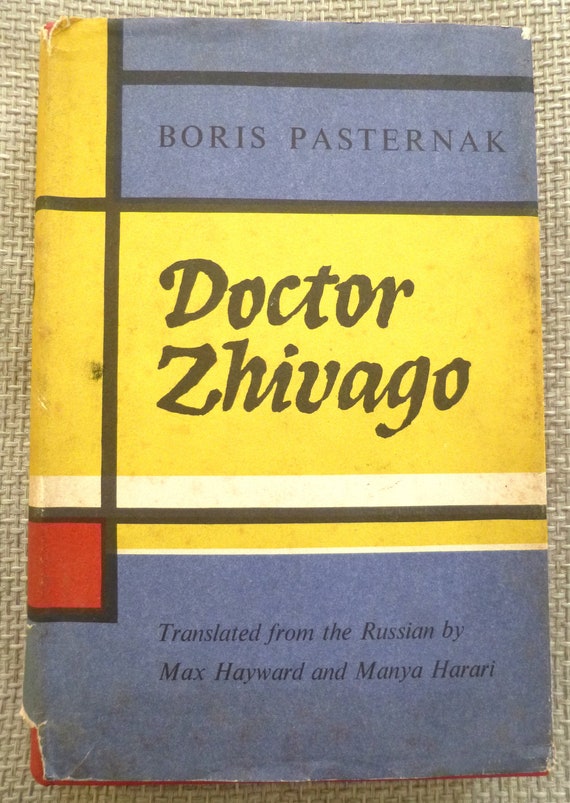 BORIS PASTERNAK
Doctor
Zhivago
Translated from the Russian by
Max Hayward and Manya Harari